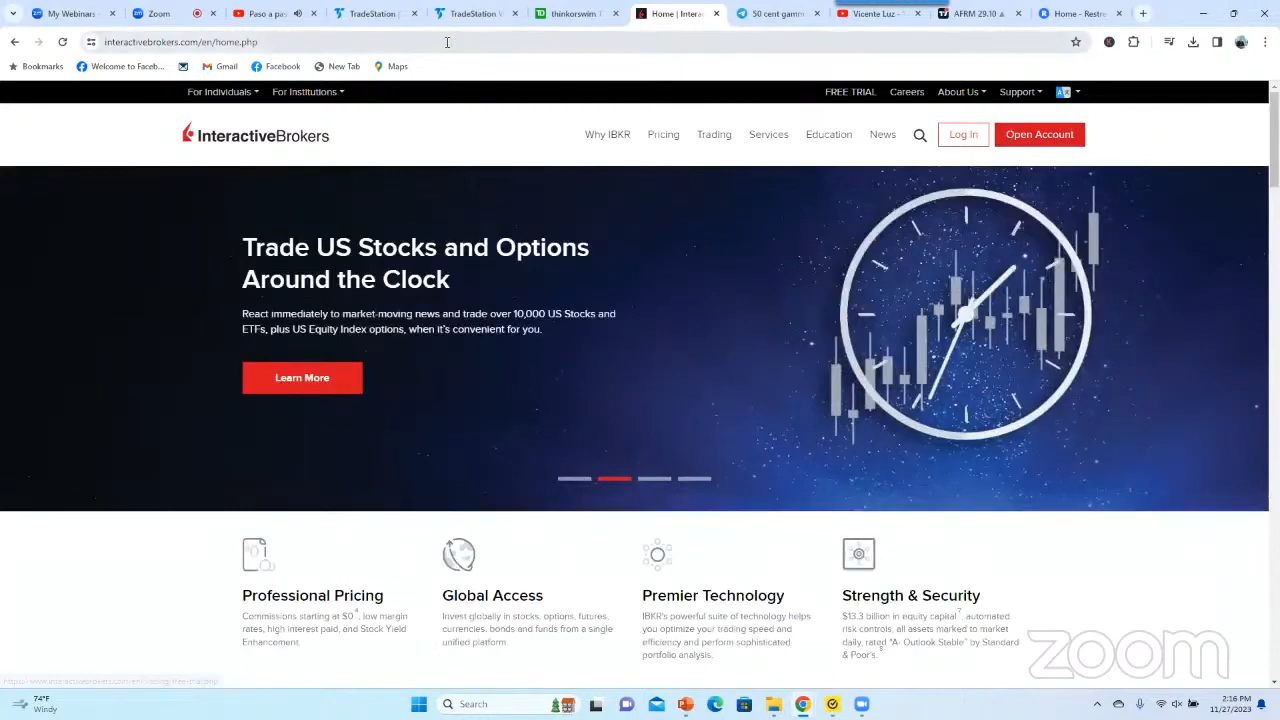 My Webinars
Zoom
Paso a pas
TradeStation
TradeStation V
thinkorswim
Home | Interac
50 cent gamm
Vicente Luz -
AFRM 29.10
Home - Restre
interactivebrokers.com/en/home.php
Bookmarks
Welcome to Faceb...
Gmail
Facebook
New Tab
Maps
For Individuals
For Institutions
FREE TRIAL
Careers
About Us
Support
InteractiveBrokers
Why IBKR
Pricing
Trading
Services
Education
News
Log In
Open Account
Trade US Stocks and Options
Around the Clock
React immediately to market-moving news and trade over 10,000 US Stocks and
ETFs, plus US Equity Index options, when it's convenient for you.
Learn More
Professional Pricing
Commissions starting at $0, low margin
rates, high interest paid, and Stock Yield
Enhancement.
Global Access
Invest globally in stocks, options, futures,
currencies, bonds and funds from a single
unified platform.
Premier Technology
IBKR's powerful suite of technology helps
you optimize your trading speed and
efficiency and perform sophisticated
portfolio analysis.
Strength & Security
$13.3 billion in equity capital7, automated
risk controls, all assets marked to market
daily, rated "A- Outlook Stable" by Standard
& Poor's.
zoom
74°F
Windy
Search
2:16 PM
11/27/2023